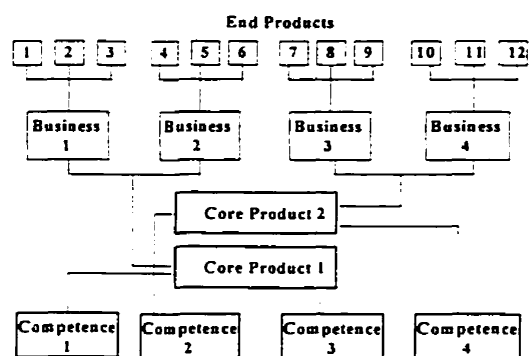 End Products
1 2 3 4 5 6 7 8 9 10 11 12
Business Business Business Business
1 2 3 4
Core Product 2
Core Product 1
Competence Competence Competence Competence
1 2 3 4